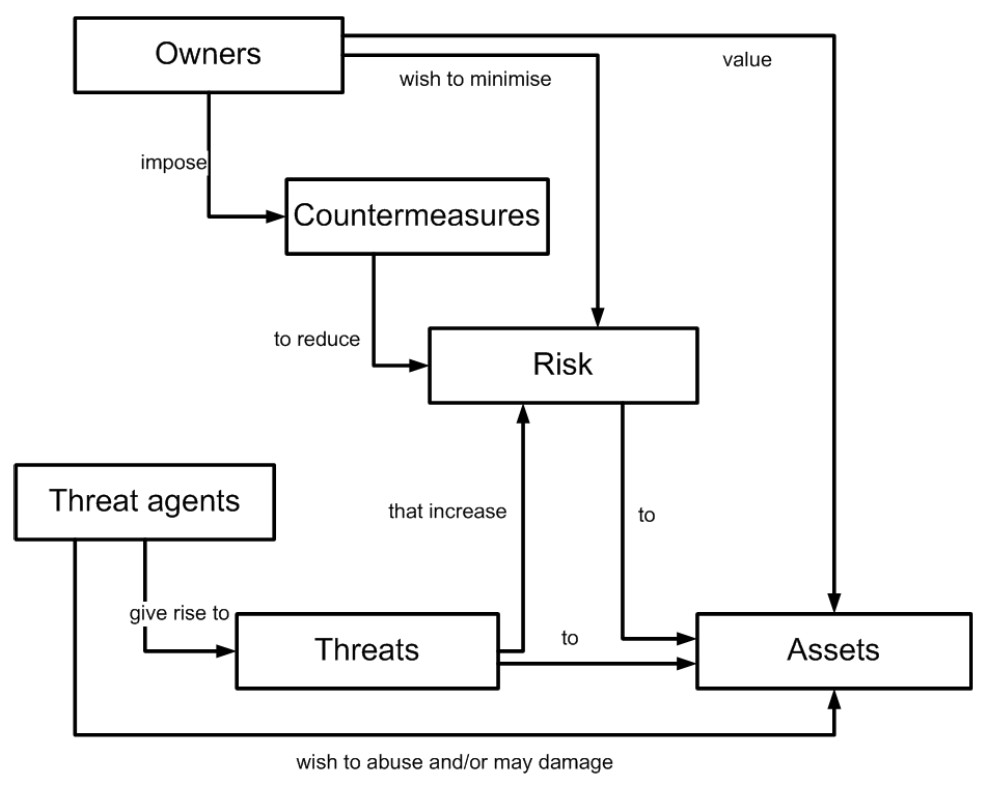 Owners
value
wish to minimise
impose
Countermeasures
to reduce
Risk
Threat agents
that increase
to
give rise to
to
Threats
Assets
wish to abuse and/or may damage